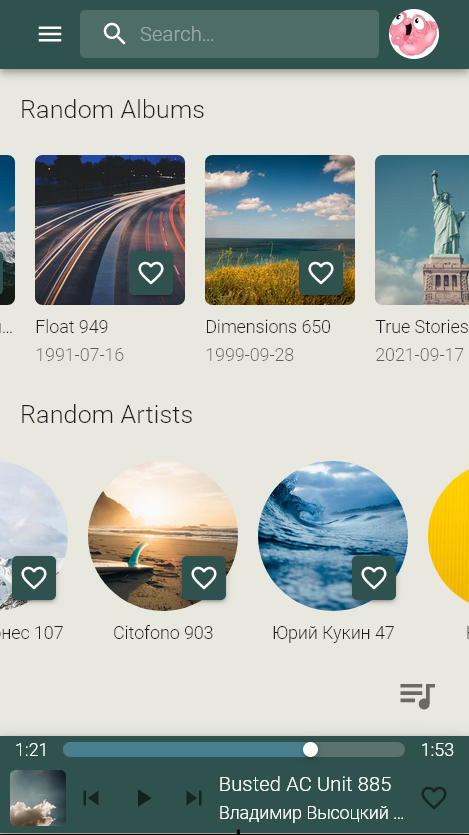 Search...
Random Albums
Float 949
Dimensions 650
True Stories
1991-07-16
1999-09-28
2021-09-17
Random Artists
107
Citofono 903
Юрий Кукин 47
1:21
1:53
Busted AC Unit 885
Владимир Высоцкий ...